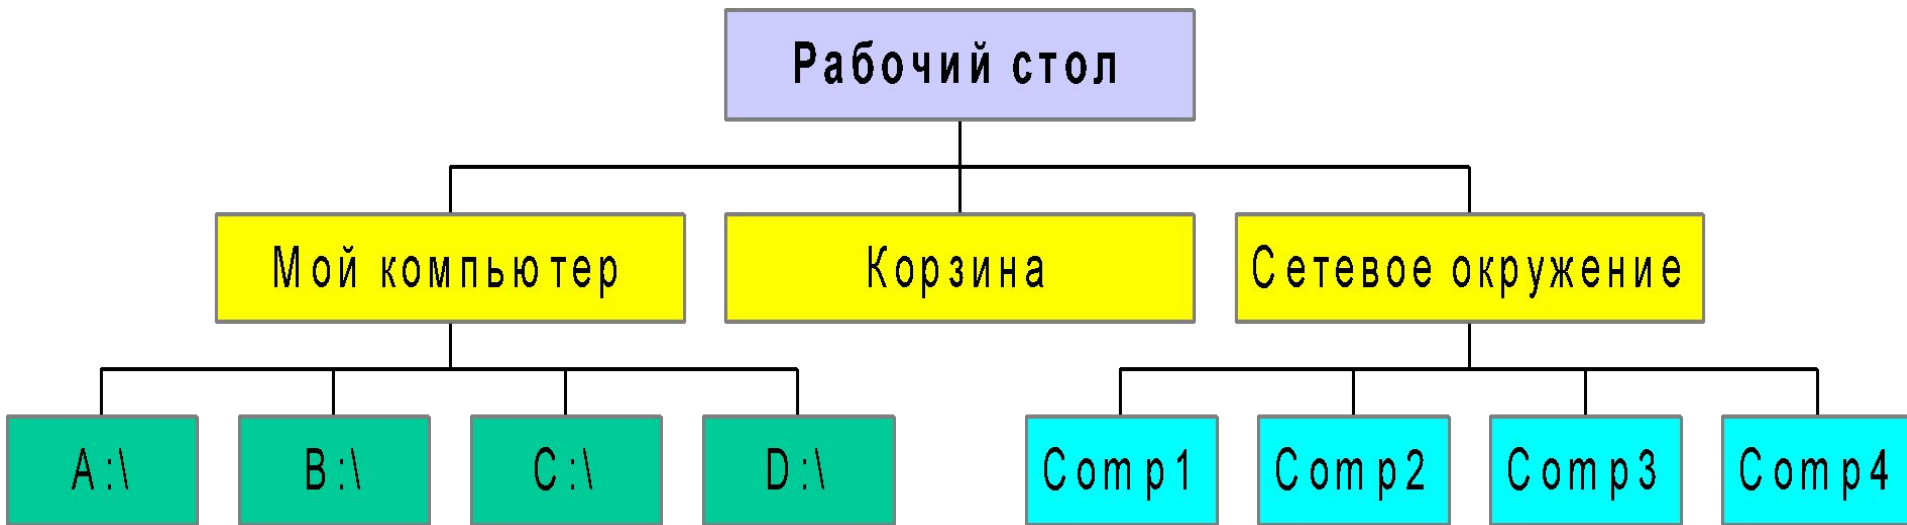 Рабочий стол
Мой компьютер
Корзина
Сетевое окружение
A:\
B:\
C:\
D:\
Comp1
Comp2
Comp3
Comp4